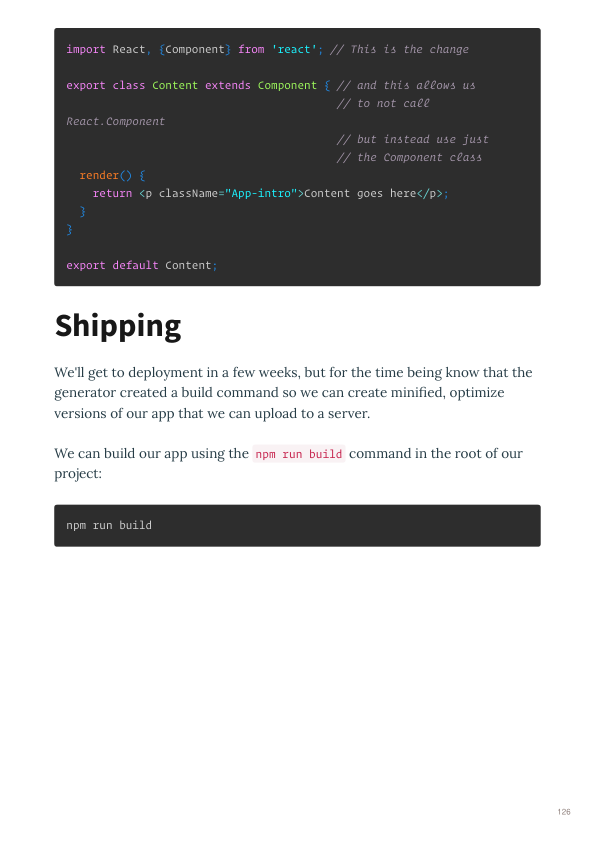 import React, {Component} from 'react'; // This is the change

export class Content extends Component { // and this allows us
                                         // to not call
React.Component
                                         // but instead use just
                                         // the Component class
  render() {
    return <p className="App-intro">Content goes here</p>;
  }
}

export default Content;
Shipping
We'll get to deployment in a few weeks, but for the time being know that the
generator created a build command so we can create minified, optimize
versions of our app that we can upload to a server.
We can build our app using the npm run build command in the root of our
project:
npm run build
126